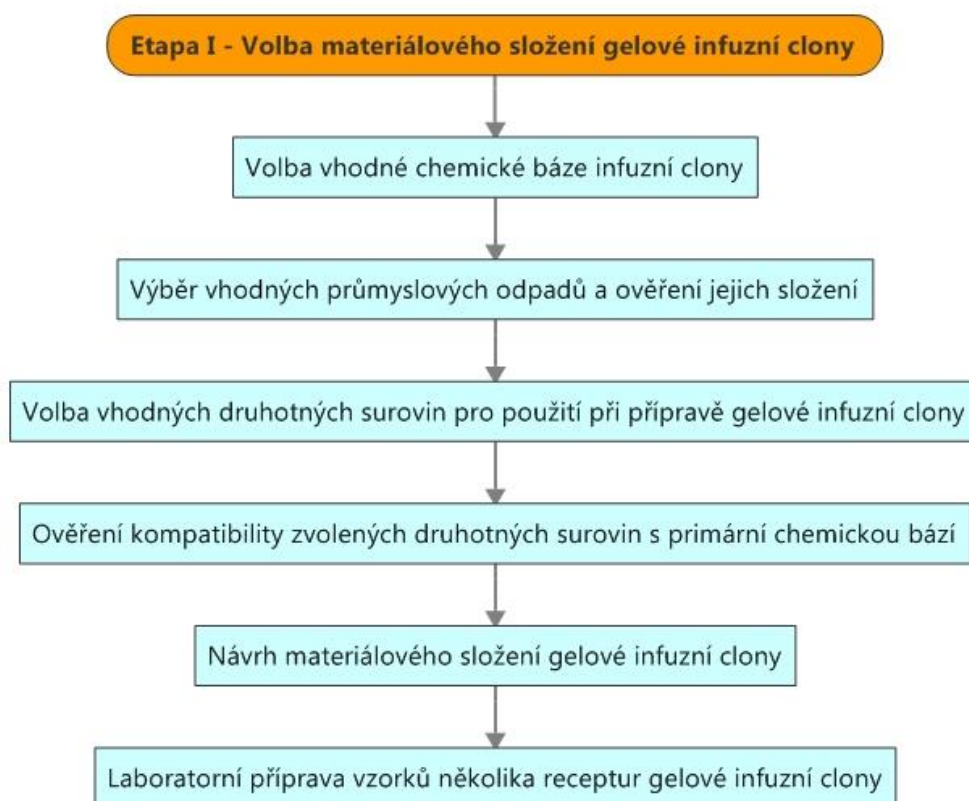 Etapa I - Volba materiálového složení gelové infuzní clony
Volba vhodné chemické báze infuzní clony
Výběr vhodných průmyslových odpadů a ověření jejich složení
Volba vhodných druhotných surovin pro použití při přípravě gelové infuzní clony
Ověření kompatibility zvolených druhotných surovin s primární chemickou bází
Návrh materiálového složení gelové infuzní clony
Laboratorní příprava vzorků několika receptur gelové infuzní clony